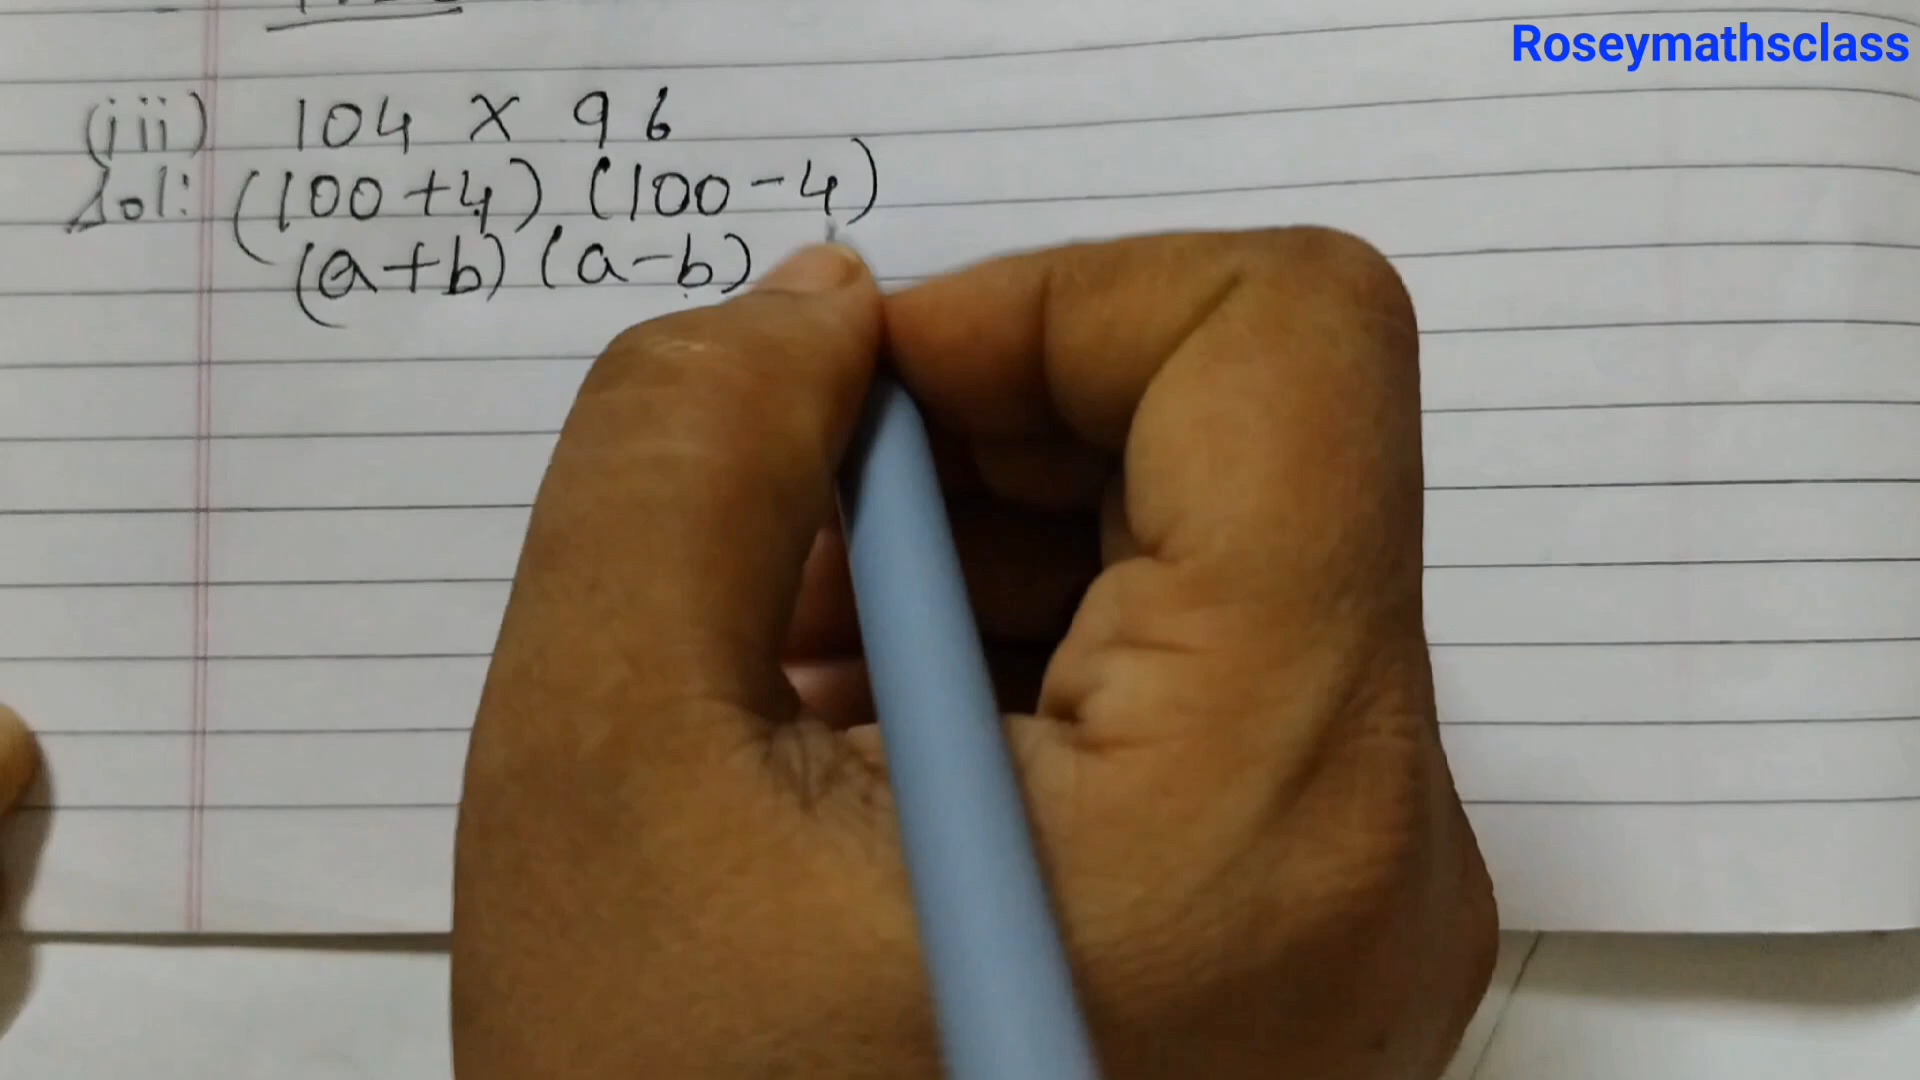 Roseymathsclass
(iii) 104 × 96
Sol: (100 + 4) (100 - 4)
(a + b) (a - b)